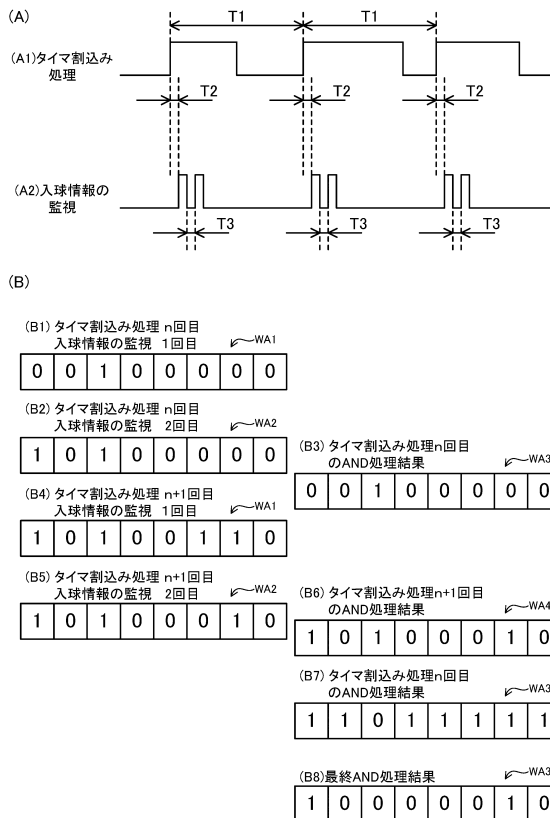 (A)
T1 T1
(A1)タイマ割込み
処理
T2 T2 T2
(A2)入球情報の
監視
T3 T3 T3
(B)
(B1) タイマ割込み処理 n回目
入球情報の監視 1回目 WA1
0 0 1 0 0 0 0 0
(B2) タイマ割込み処理 n回目
入球情報の監視 2回目 WA2
1 0 1 0 0 0 0 0
(B3) タイマ割込み処理n回目
のAND処理結果 WA3
0 0 1 0 0 0 0 0
(B4) タイマ割込み処理 n+1回目
入球情報の監視 1回目 WA1
1 0 1 0 0 1 1 0
(B5) タイマ割込み処理 n+1回目
入球情報の監視 2回目 WA2
1 0 1 0 0 0 1 0
(B6) タイマ割込み処理n+1回目
のAND処理結果 WA4
1 0 1 0 0 0 1 0
(B7) タイマ割込み処理n回目
のAND処理結果 WA3
1 1 0 1 1 1 1 1
(B8)最終AND処理結果 WA3
1 0 0 0 0 0 1 0